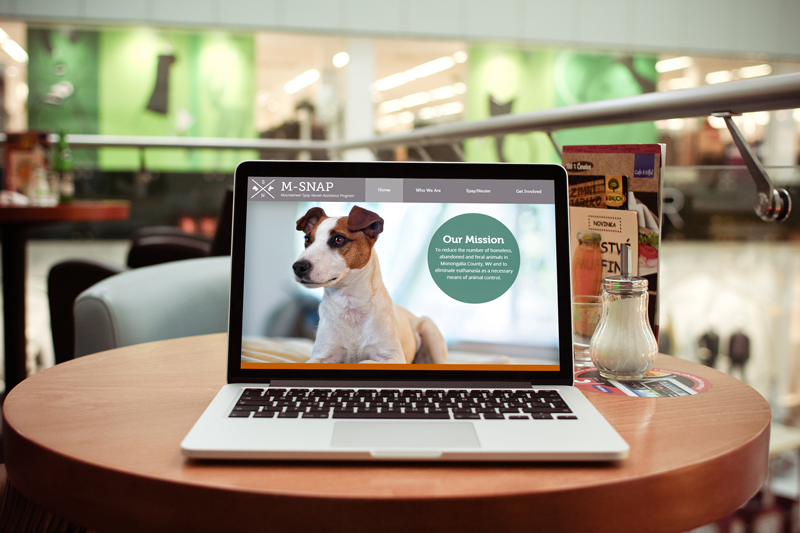 M-SNAP
Mountaineer Spay Neuter Assistance Program
Home
Who We Are
Spay/Neuter
Get Involved
Our Mission
To reduce the number of homeless,
abandoned and feral animals in
Monongalia County, WV and to
eliminate euthanasia as a necessary
means of animal control.
ZIMNÍ
NOVINKA
STVÉ